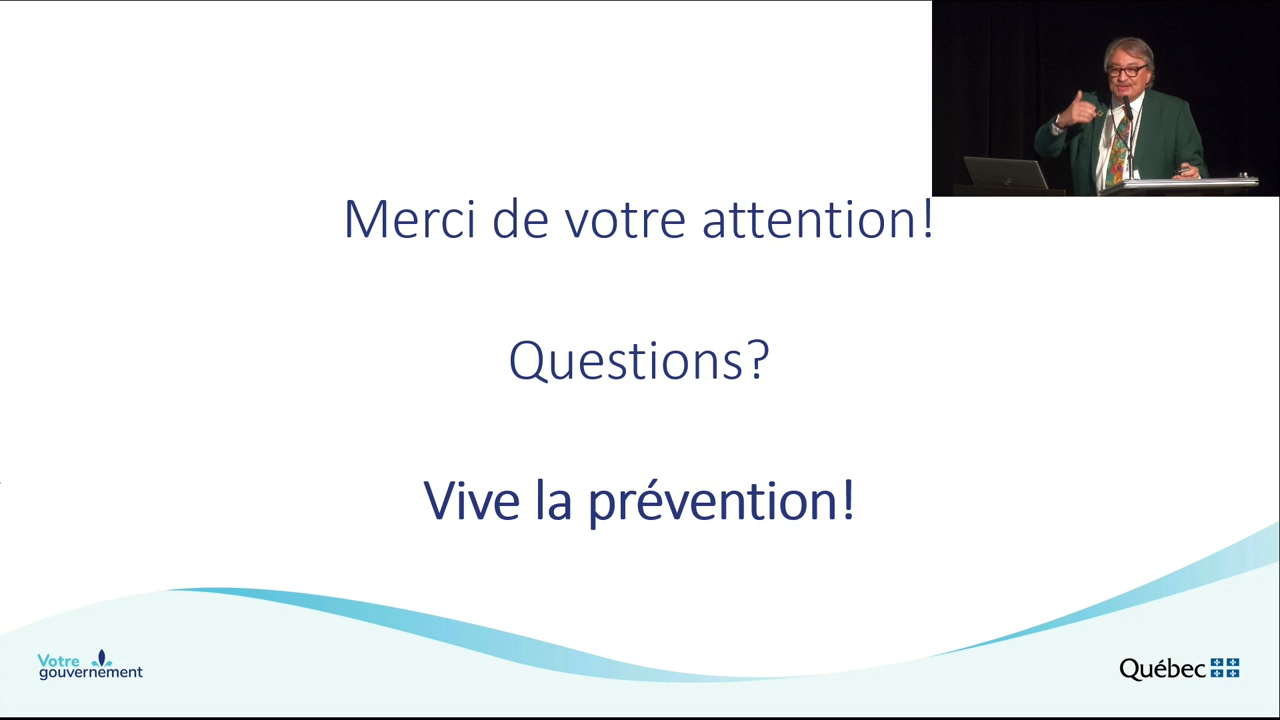 Merci de votre attention!
Questions?
Vive la prévention!
Votre
gouvernement
Québec